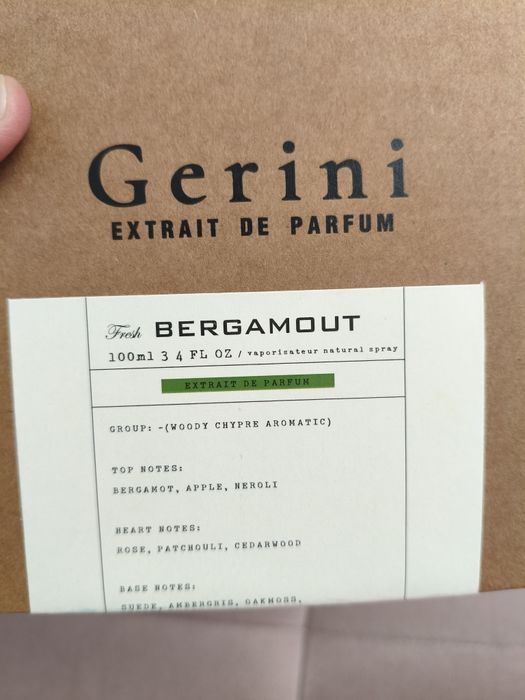 Gerini
EXTRAIT DE PARFUM
Fresh BERGAMOUT
100ml 3 4 FL OZ / vaporisateur natural spray
EXTRAIT DE PARFUM
GROUP: -(WOODY CHYPRE AROMATIC)
TOP NOTES:
BERGAMOT, APPLE, NEROLI
HEART NOTES:
ROSE, PATCHOULI, CEDARWOOD
BASE NOTES:
SUEDE, AMBERGRIS, OAKMOSS,